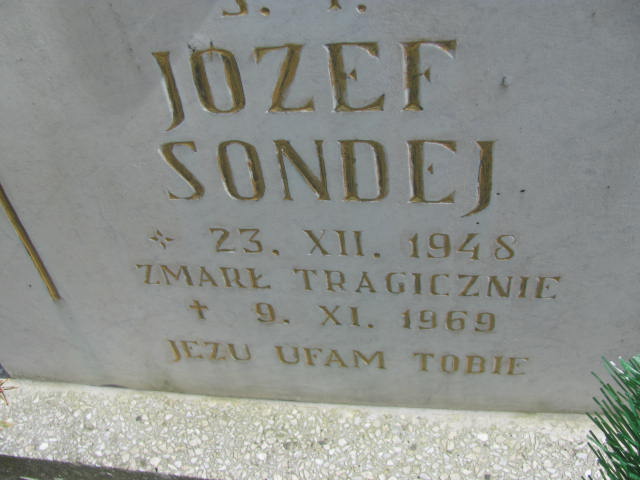 Ś. P.
JÓZEF
SONDEJ
23. XII. 1948
ZMARŁ TRAGICZNIE
† 9. XI. 1969
JEZU UFAM TOBIE